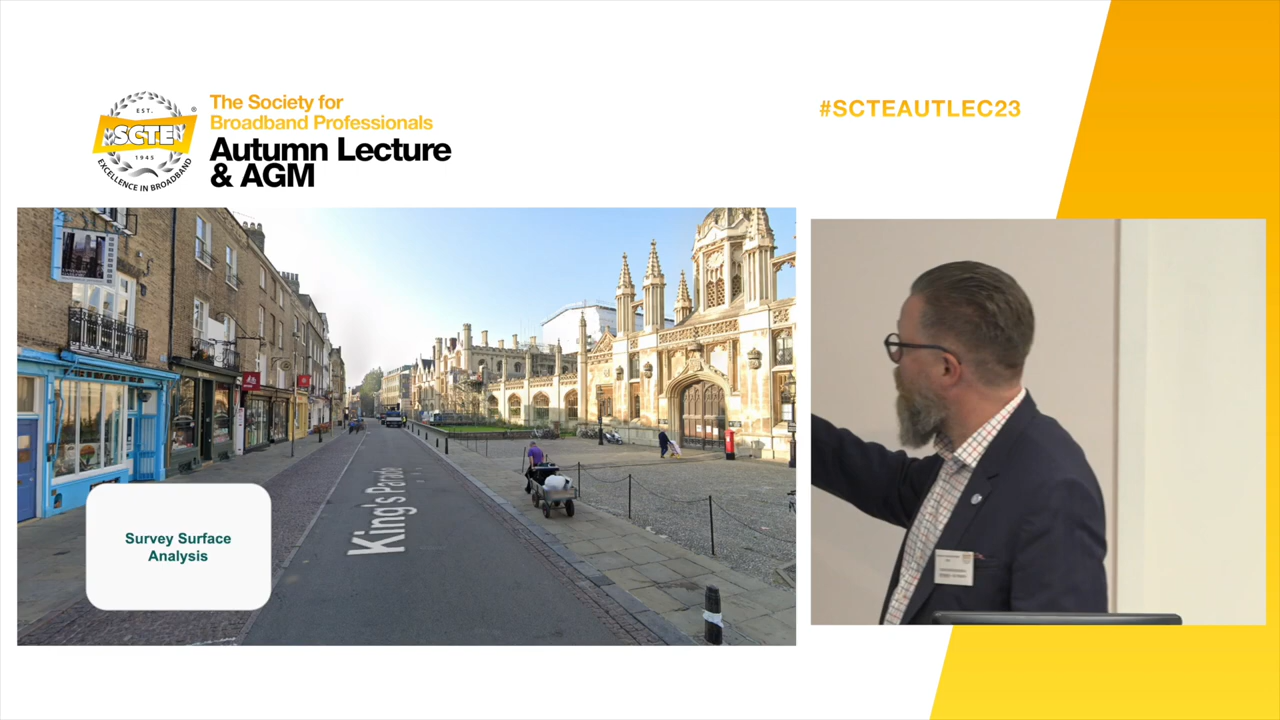 EST.
SCTE
®
1945
EXCELLENCE IN BROADBAND
The Society for
Broadband Professionals
Autumn Lecture
& AGM
#SCTEAUTLEC23
King's Parade
Survey Surface
Analysis